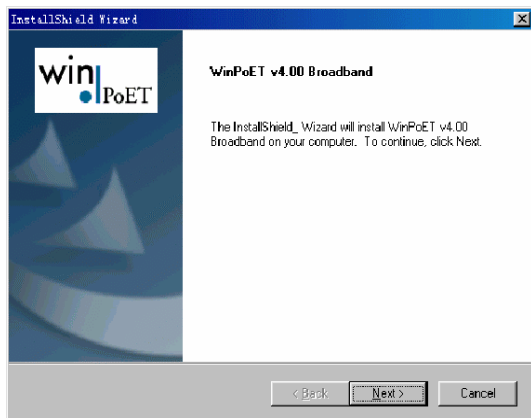 InstallShield Wizard
win
PoET
WinPoET v4.00 Broadband
The InstallShield_ Wizard will install WinPoET v4.00
Broadband on your computer. To continue, click Next.
< Back
Next >
Cancel